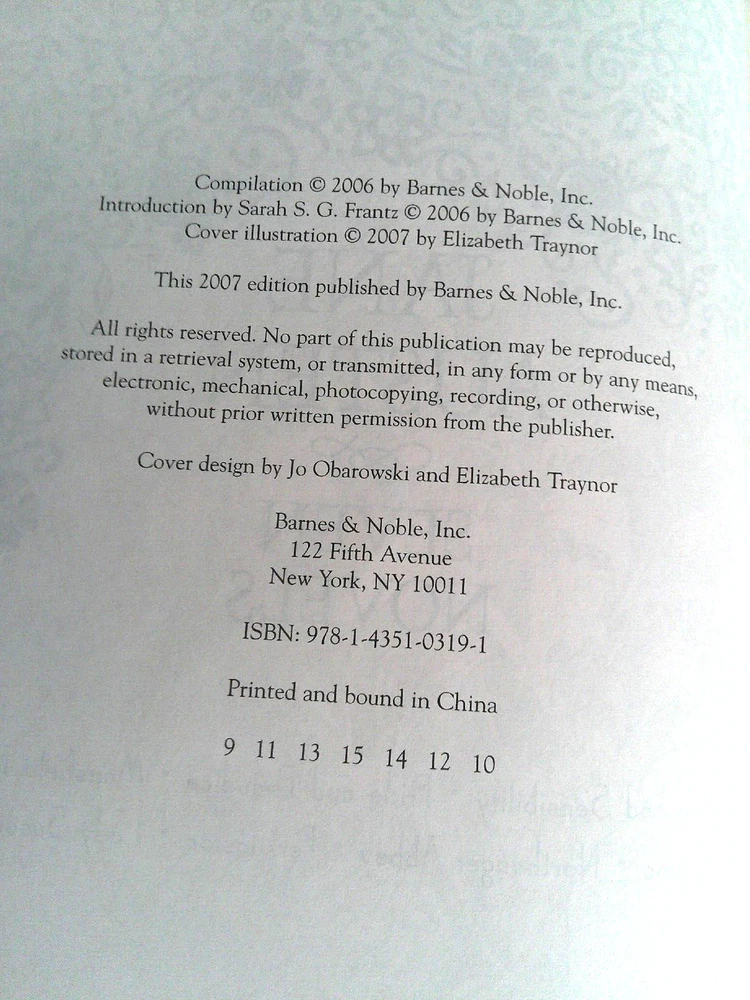 Compilation © 2006 by Barnes & Noble, Inc.
Introduction by Sarah S. G. Frantz © 2006 by Barnes & Noble, Inc.
Cover illustration © 2007 by Elizabeth Traynor
This 2007 edition published by Barnes & Noble, Inc.
All rights reserved. No part of this publication may be reproduced,
stored in a retrieval system, or transmitted, in any form or by any means,
electronic, mechanical, photocopying, recording, or otherwise,
without prior written permission from the publisher.
Cover design by Jo Obarowski and Elizabeth Traynor
Barnes & Noble, Inc.
122 Fifth Avenue
New York, NY 10011
ISBN: 978-1-4351-0319-1
Printed and bound in China
9 11 13 15 14 12 10